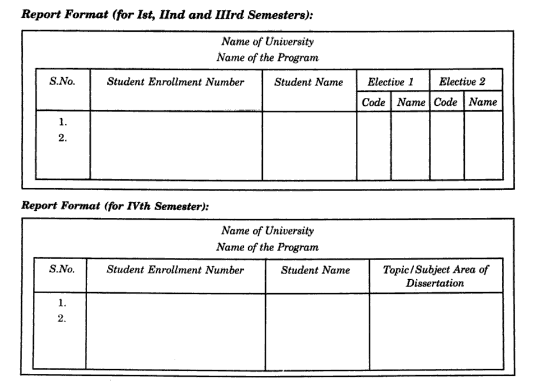 Report Format (for Ist, IInd and IIIrd Semesters):
Name of University
Name of the Program
S.No. Student Enrollment Number Student Name Elective 1 Elective 2
Code Name Code Name
1.
2.
Report Format (for IVth Semester):
Name of University
Name of the Program
S.No. Student Enrollment Number Student Name Topic/Subject Area of
Dissertation
1.
2.